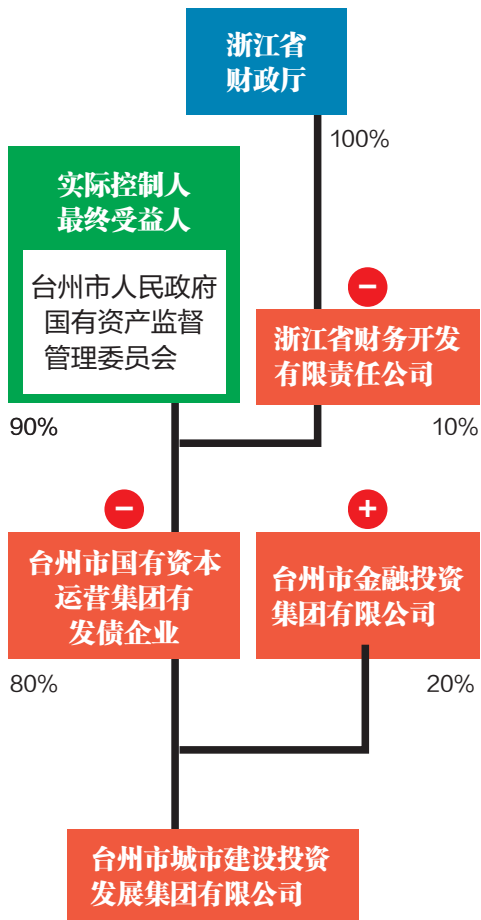 浙江省
财政厅
100%
实际控制人
最终受益人
台州市人民政府
国有资产监督
管理委员会
浙江省财务开发
有限责任公司
90%
10%
台州市国有资本
运营集团有
发债企业
台州市金融投资
集团有限公司
80%
20%
台州市城市建设投资
发展集团有限公司